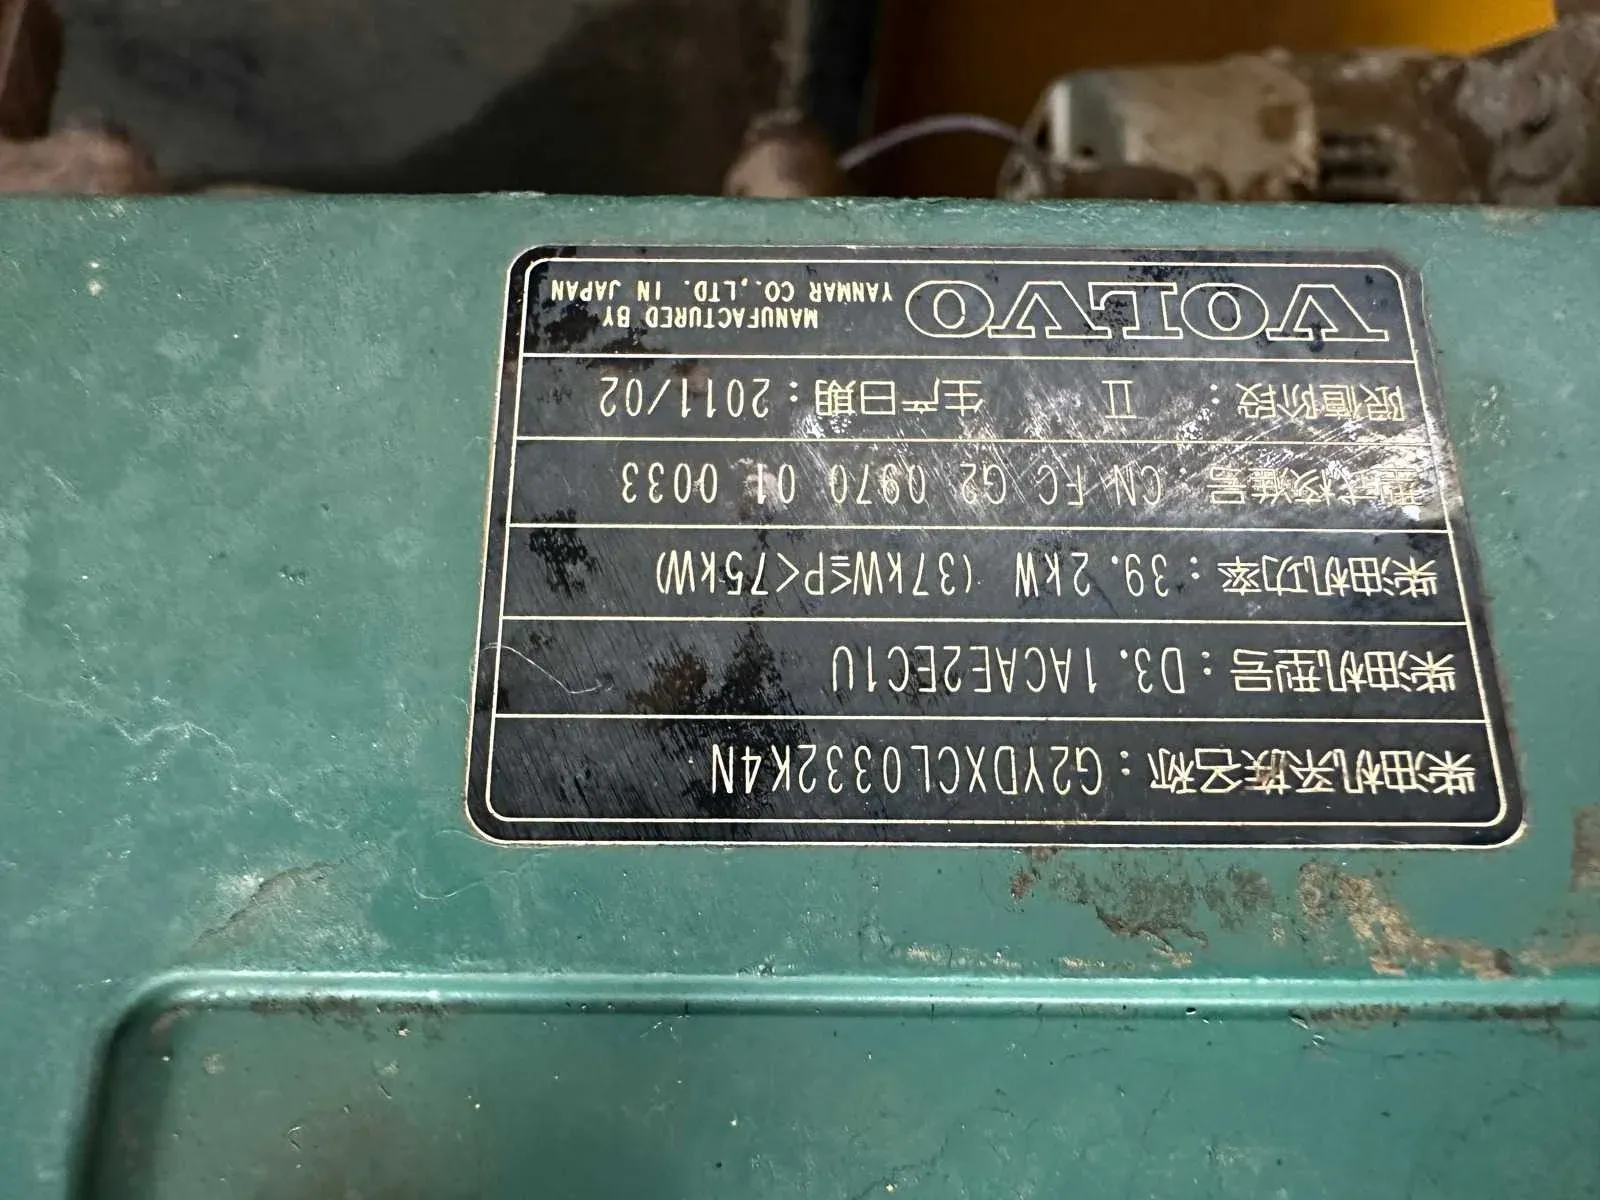 柴油机系族名称：G2YDXCL0332K4N
柴油机型号：D3.1ACAE2EC1U
柴油机功率：39.2kW (37kW≦P<75kW)
型式核准号：CN FC G2 0970 01 0033
限值阶段： II 生产日期：2011/02
VOLVO
MANUFACTURED BY
YANMAR CO.,LTD. IN JAPAN